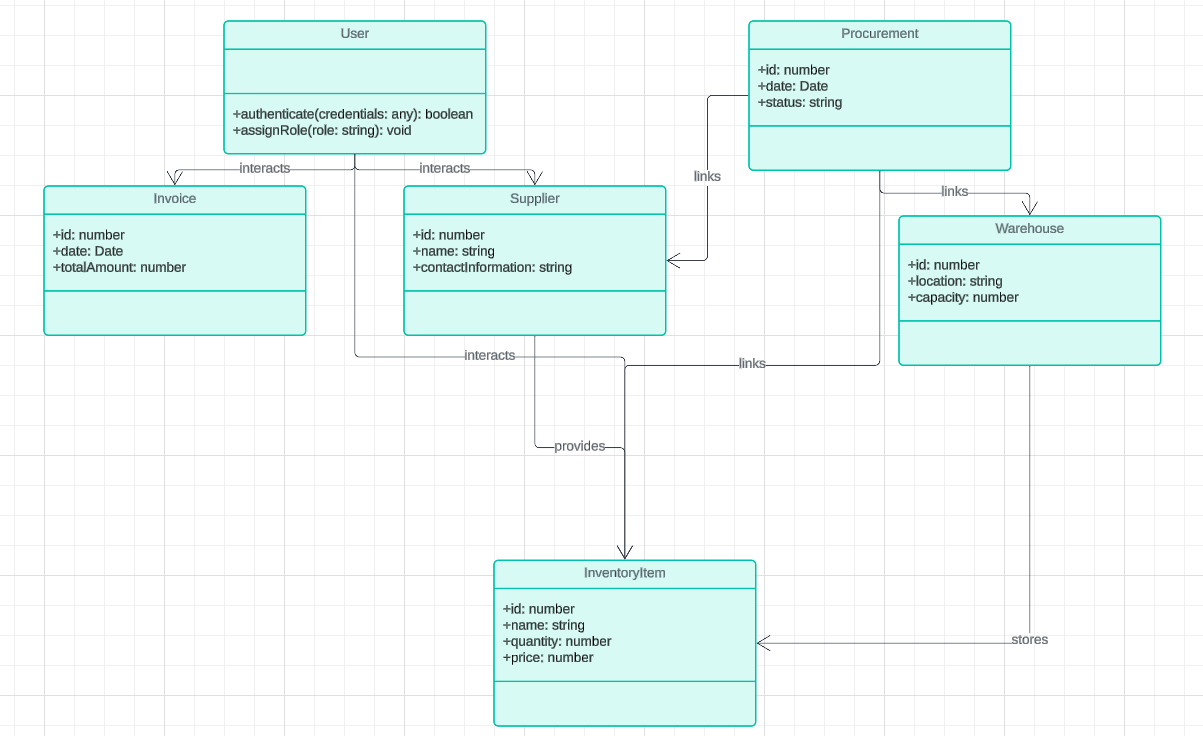 User
+authenticate(credentials: any): boolean
+assignRole(role: string): void
Procurement
+id: number
+date: Date
+status: string
interacts
interacts
links
links
Invoice
+id: number
+date: Date
+totalAmount: number
Supplier
+id: number
+name: string
+contactInformation: string
Warehouse
+id: number
+location: string
+capacity: number
interacts
links
provides
InventoryItem
+id: number
+name: string
+quantity: number
+price: number
stores